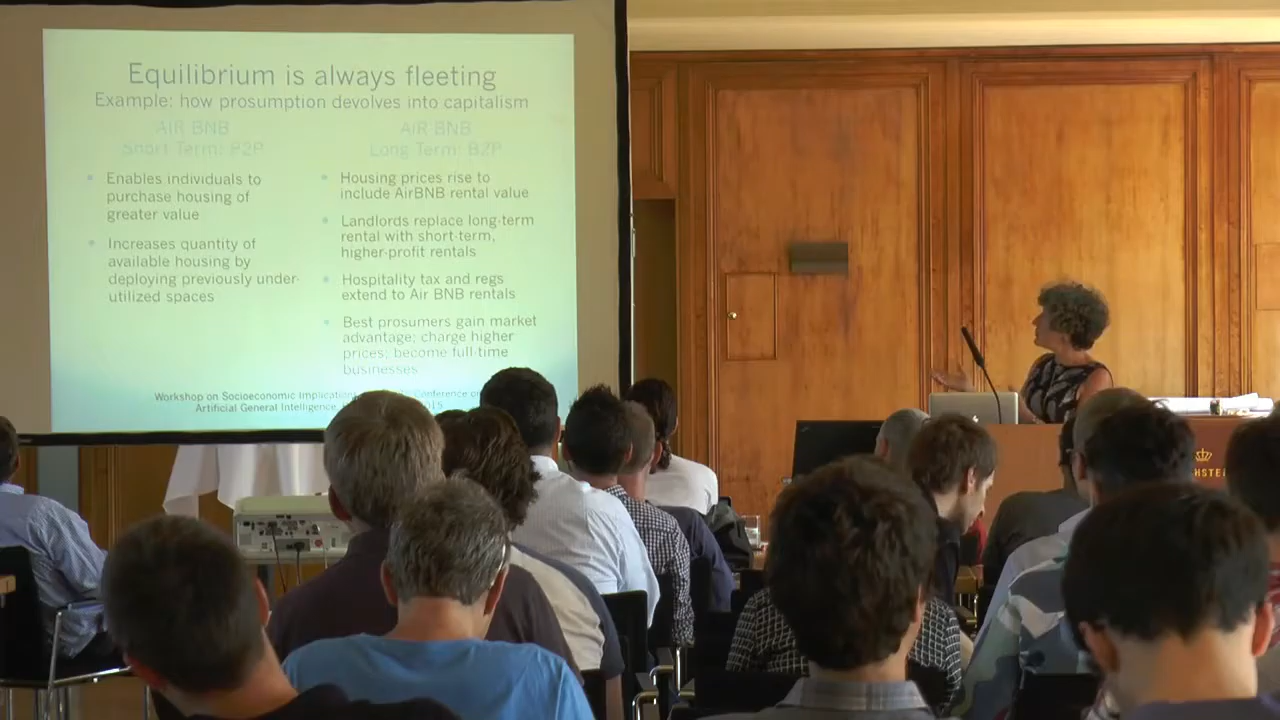 Equilibrium is always fleeting
Example: how prosumption devolves into capitalism
AIR BNB
Short Term: P2P
Enables individuals to
purchase housing of
greater value
Increases quantity of
available housing by
deploying previously under-
utilized spaces
AIR BNB
Long Term: B2P
Housing prices rise to
include AirBNB rental value
Landlords replace long-term
rental with short-term,
higher-profit rentals
Hospitality tax and regs
extend to Air BNB rentals
Best prosumers gain market
advantage; charge higher
prices; become full-time
businesses
Workshop on Socioeconomic Implications
Artificial General Intelligence